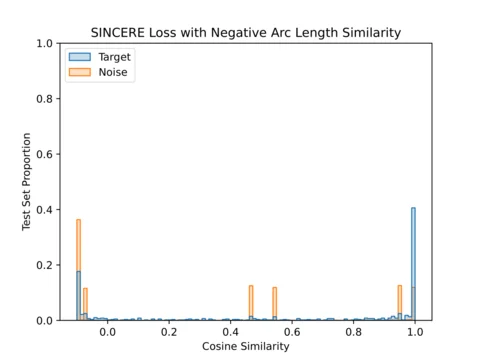 SINCERE Loss with Negative Arc Length Similarity
1.0
Target
Noise
0.8
0.6
0.4
0.2
0.0
Test Set Proportion
0.0 0.2 0.4 0.6 0.8 1.0
Cosine Similarity